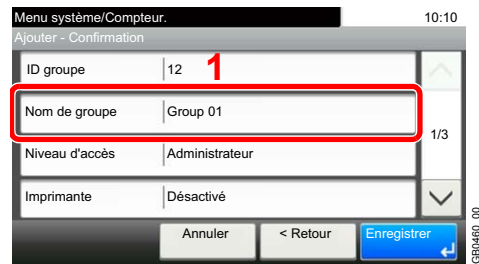 Menu système/Compteur. 10:10
Ajouter - Confirmation
ID groupe 12 1
Nom de groupe Group 01
1/3
Niveau d'accès Administrateur
Imprimante Désactivé
Annuler < Retour Enregistrer
GB0460_00